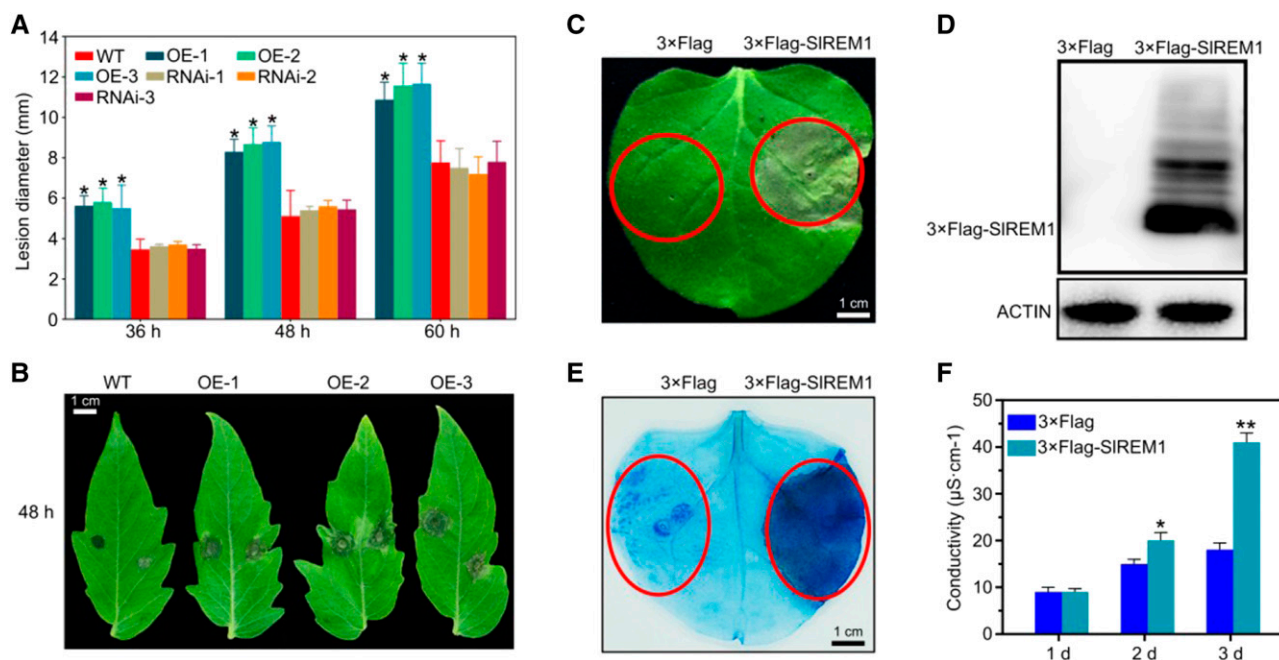 A
Lesion diameter (mm)
14
12
10
8
6
4
2
0
WT
OE-1
OE-2
OE-3
RNAi-1
RNAi-2
RNAi-3
* * *
* * *
* * *
36 h
48 h
60 h
B
WT
OE-1
OE-2
OE-3
1 cm
48 h
C
3×Flag
3×Flag-SlREM1
1 cm
D
3×Flag
3×Flag-SlREM1
3×Flag-SlREM1
ACTIN
E
3×Flag
3×Flag-SlREM1
1 cm
F
Conductivity (μS·cm-1)
50
40
30
20
10
0
3×Flag
3×Flag-SlREM1
*
**
1 d
2 d
3 d